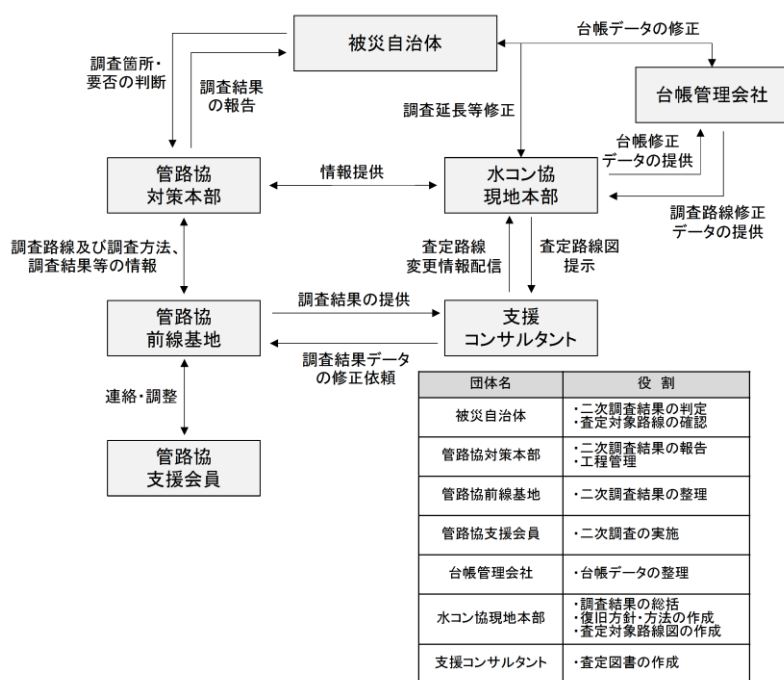 被災自治体
台帳データの修正
調査箇所・
要否の判断
調査結果
の報告
調査延長等修正
台帳管理会社
台帳修正
データの提供
管路協
対策本部
情報提供
水コン協
現地本部
調査路線修正
データの提供
調査路線及び調査方法、
調査結果等の情報
査定路線
変更情報配信
査定路線図
提示
管路協
前線基地
調査結果の提供
支援
コンサルタント
調査結果データ
の修正依頼
連絡・調整
管路協
支援会員
団体名 役 割
被災自治体 ・二次調査結果の判定
・査定対象路線の確認
管路協対策本部 ・二次調査結果の報告
・工程管理
管路協前線基地 ・二次調査結果の整理
管路協支援会員 ・二次調査の実施
台帳管理会社 ・台帳データの整理
水コン協現地本部 ・調査結果の総括
・復旧方針・方法の作成
・査定対象路線図の作成
支援コンサルタント ・査定図書の作成